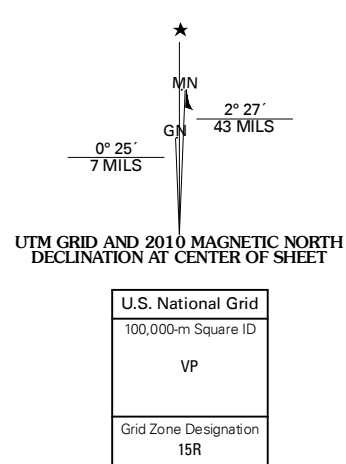 MN
2° 27´
43 MILS
GN
0° 25´
7 MILS
UTM GRID AND 2010 MAGNETIC NORTH
DECLINATION AT CENTER OF SHEET
U.S. National Grid
100,000-m Square ID
VP
Grid Zone Designation
15R